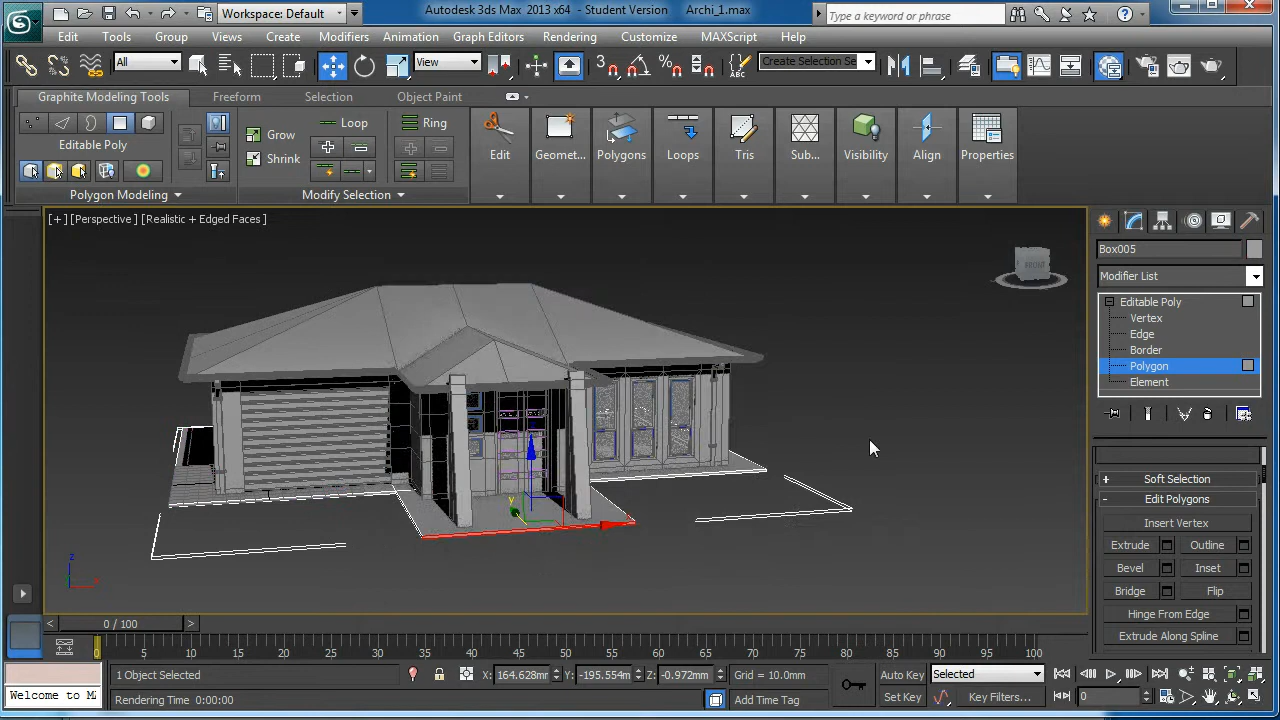 Workspace: Default
Autodesk 3ds Max 2013 x64 - Student Version Archi_1.max
Type a keyword or phrase
Edit Tools Group Views Create Modifiers Animation Graph Editors Rendering Customize MAXScript Help
All View 3 Create Selection Se
Graphite Modeling Tools Freeform Selection Object Paint
Editable Poly
Polygon Modeling
Grow
Shrink
Loop
Ring
Modify Selection
Edit Geomet... Polygons Loops Tris Sub... Visibility Align Properties
[+] [Perspective] [Realistic + Edged Faces]
FRONT
z
x
y
Box005
Modifier List
Editable Poly
Vertex
Edge
Border
Polygon
Element
+ Soft Selection
- Edit Polygons
Insert Vertex
Extrude Outline
Bevel Inset
Bridge Flip
Hinge From Edge
Extrude Along Spline
< 0 / 100 >
0 5 10 15 20 25 30 35 40 45 50 55 60 65 70 75 80 85 90 95 100
1 Object Selected X: 164.628mm Y: -195.554m Z: -0.972mm Grid = 10.0mm Auto Key Selected
Welcome to MA
Rendering Time 0:00:00 Add Time Tag Set Key Key Filters... 0